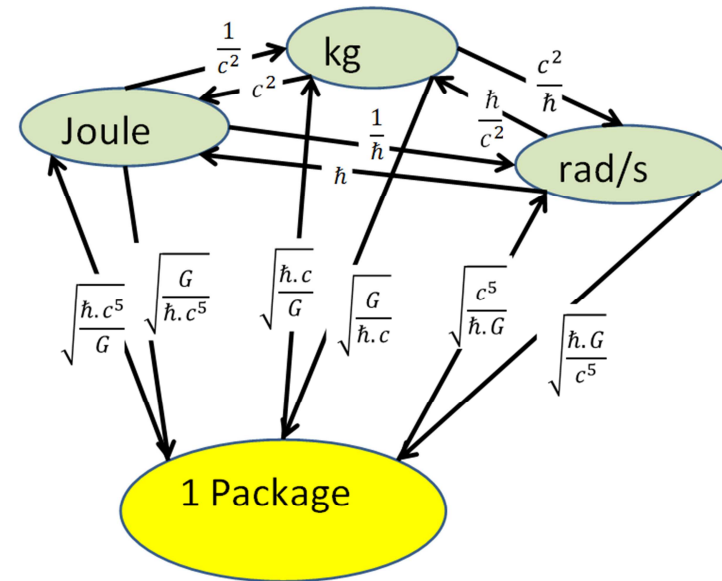 kg
1/c²
c²
c²/ħ
ħ/c²
Joule
1/ħ
ħ
rad/s
√(ħ.c⁵/G)
√(G/ħ.c⁵)
√(ħ.c/G)
√(G/ħ.c)
√(c⁵/ħ.G)
√(ħ.G/c⁵)
1 Package